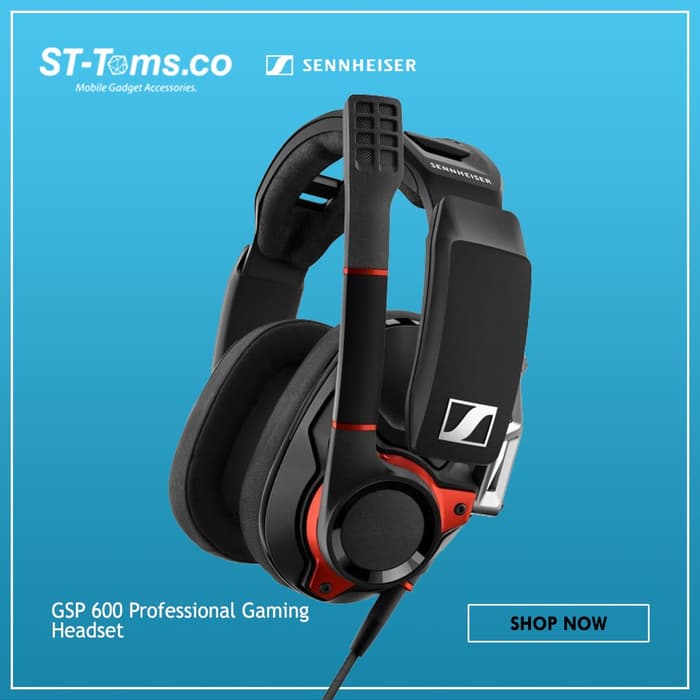 ST-Toms.co
Mobile Gadget Accessories.
SENNHEISER
SENNHEISER
GSP 600 Professional Gaming
Headset
SHOP NOW